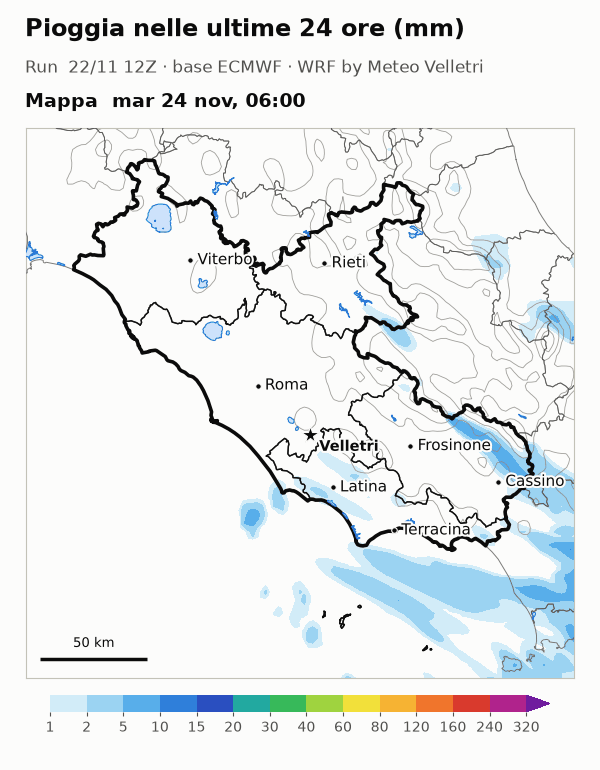 Pioggia nelle ultime 24 ore (mm)
Run  22/11 12Z · base ECMWF · WRF by Meteo Velletri
Mappa  mar 24 nov, 06:00
Viterbo
Rieti
Roma
Velletri
Frosinone
Latina
Cassino
Terracina
50 km
1 2 5 10 15 20 30 40 60 80 120 160 240 320